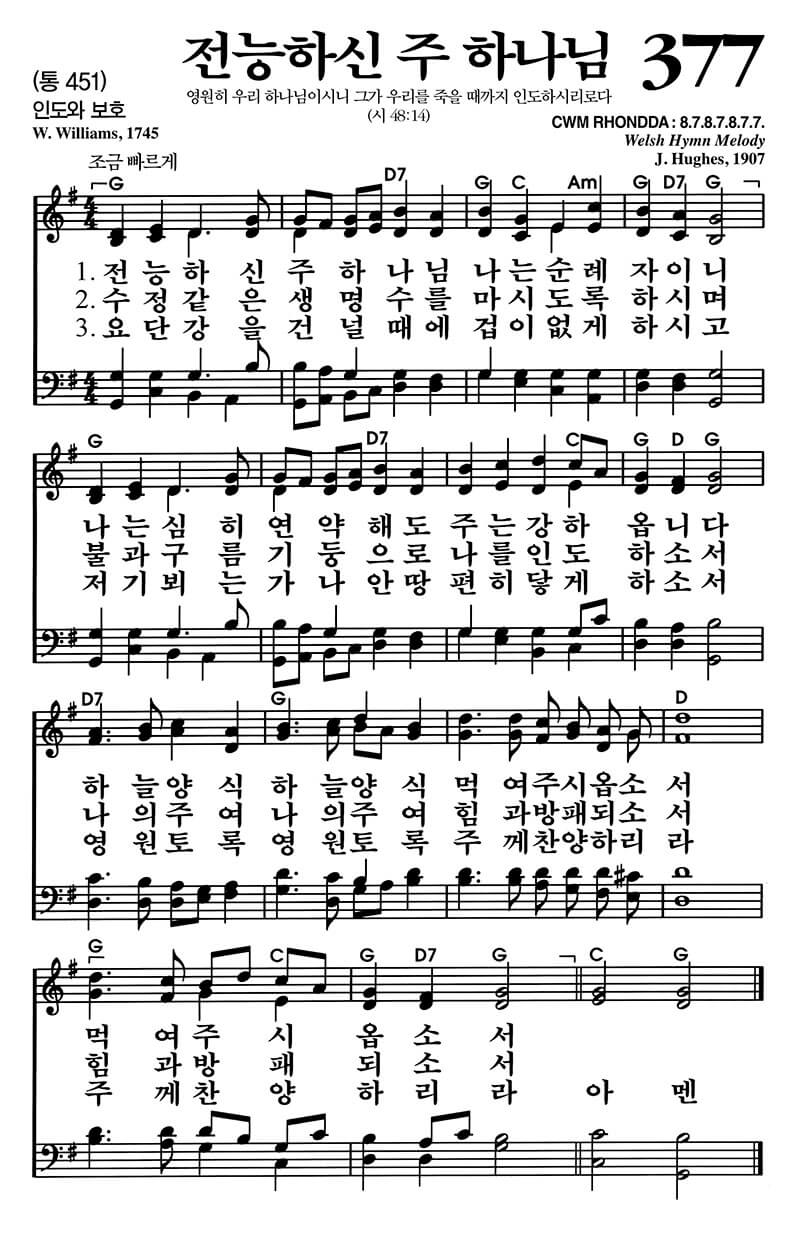 전능하신 주 하나님 377
(통 451)
인도와 보호
영원히 우리 하나님이시니 그가 우리를 죽을 때까지 인도하시리로다
(시 48:14)
W. Williams, 1745
CWM RHONDDA : 8.7.8.7.8.7.7.
Welsh Hymn Melody
J. Hughes, 1907
조금 빠르게
G D7 G C Am G D7 G
1. 전 능 하 신 주 하 나 님 나 는 순 례 자 이 니
2. 수 정 같 은 생 명 수 를 마 시 도 록 하 시 며
3. 요 단 강 을 건 널 때 에 겁 이 없 게 하 시 고
G D7 C G D G
나 는 심 히 연 약 해 도 주 는 강 하 옵 니 다
불 과 구 름 기 둥 으 로 나 를 인 도 하 소 서
저 기 뵈 는 가 나 안 땅 편 히 닿 게 하 소 서
D7 G D
하 늘 양 식 하 늘 양 식 먹 여 주 시 옵 소 서
나 의 주 여 나 의 주 여 힘 과 방 패 되 소 서
영 원 토 록 영 원 토 록 주 께 찬 양 하 리 라
G C G D7 G C G
먹 여 주 시 옵 소 서
힘 과 방 패 되 소 서
주 께 찬 양 하 리 라 아 멘